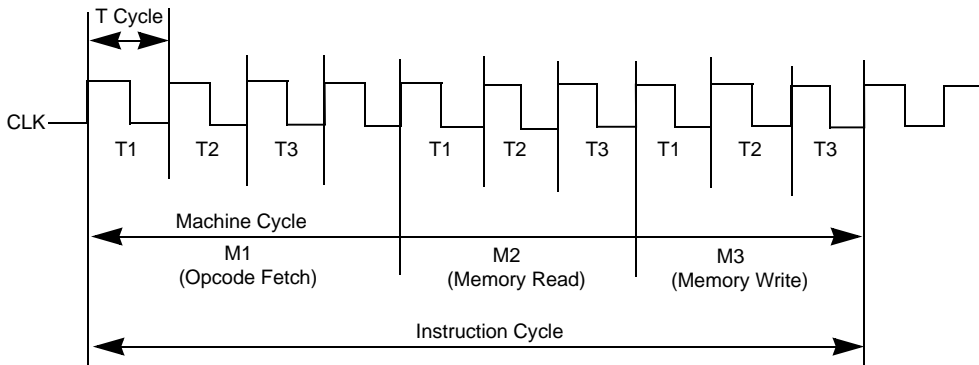 T Cycle
CLK
T1 T2 T3 T1 T2 T3 T1 T2 T3
Machine Cycle
M1 M2 M3
(Opcode Fetch) (Memory Read) (Memory Write)
Instruction Cycle